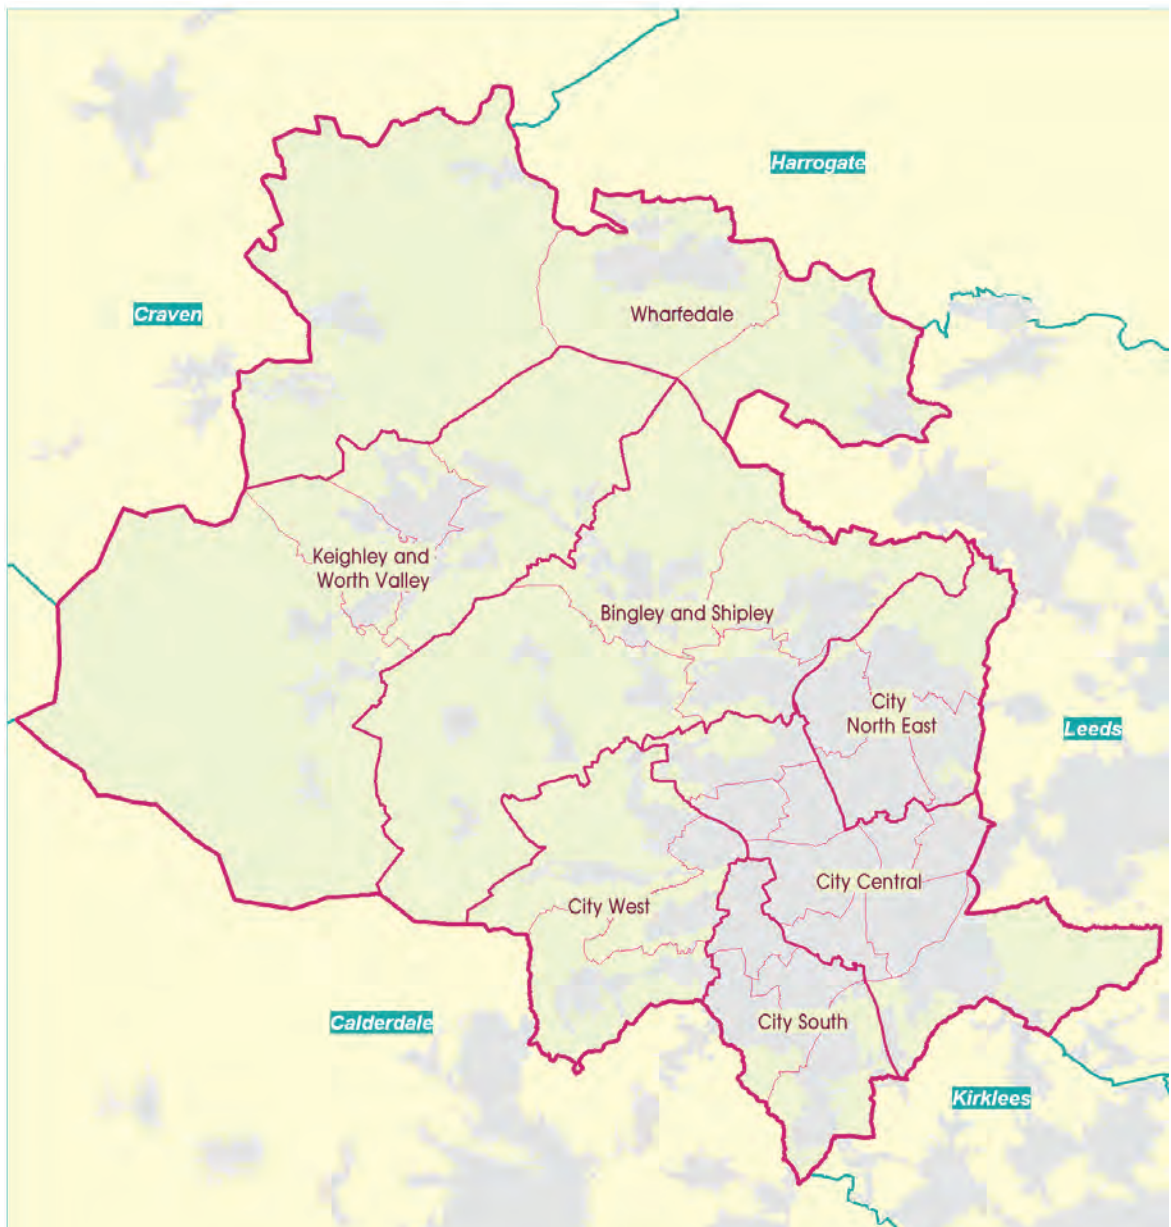 Harrogate
Craven
Wharfedale
Keighley and
Worth Valley
Bingley and Shipley
City
North East
Leeds
City Central
City West
Calderdale
City South
Kirklees